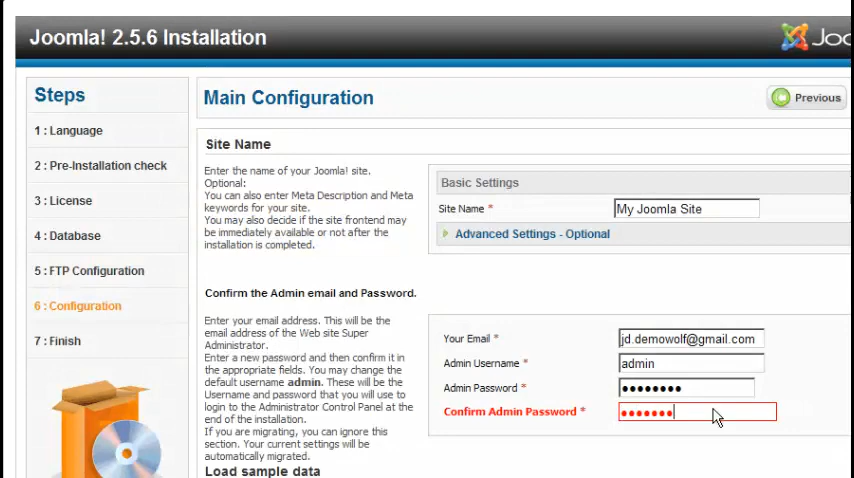 Joomla! 2.5.6 Installation
Joo
Steps
1 : Language
2 : Pre-Installation check
3 : License
4 : Database
5 : FTP Configuration
6 : Configuration
7 : Finish
Main Configuration
Previous
Site Name
Enter the name of your Joomla! site.
Optional:
You can also enter Meta Description and Meta
keywords for your site.
You may also decide if the site frontend may
be immediately available or not after the
installation is completed.
Basic Settings
Site Name * My Joomla Site
Advanced Settings - Optional
Confirm the Admin email and Password.
Enter your email address. This will be the
email address of the Web site Super
Administrator.
Enter a new password and then confirm it in
the appropriate fields. You may change the
default username admin. These will be the
Username and password that you will use to
login to the Administrator Control Panel at the
end of the installation.
If you are migrating, you can ignore this
section. Your current settings will be
automatically migrated.
Your Email * jd.demowolf@gmail.com
Admin Username * admin
Admin Password * ●●●●●●●●
Confirm Admin Password * ●●●●●●●
Load sample data